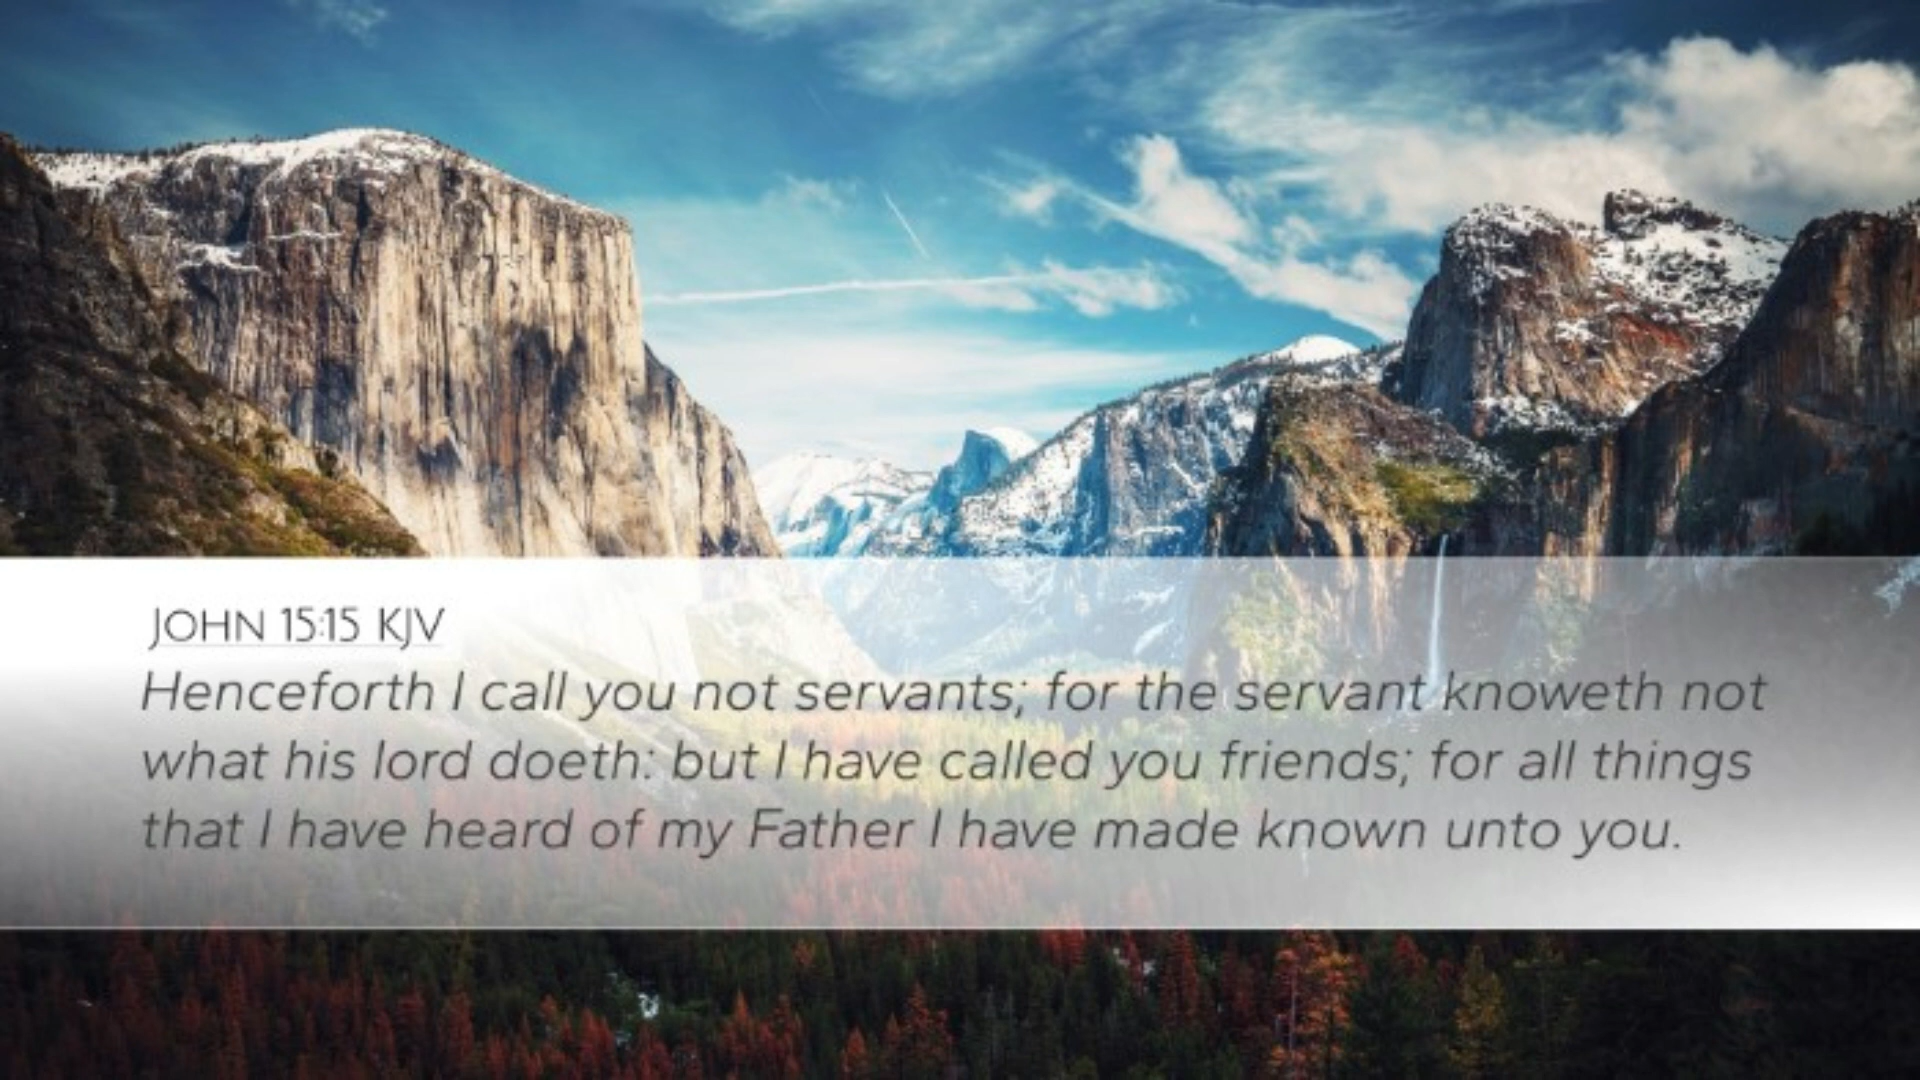 John 15:15 KJV
Henceforth I call you not servants; for the servant knoweth not
what his lord doeth: but I have called you friends; for all things
that I have heard of my Father I have made known unto you.